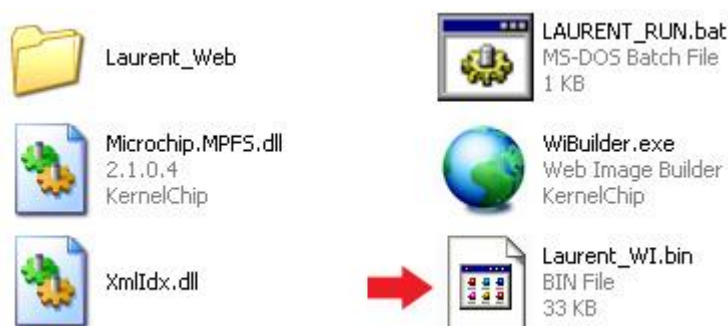 Laurent_Web
LAURENT_RUN.bat
MS-DOS Batch File
1 KB
Microchip.MPFS.dll
2.1.0.4
KernelChip
WiBuilder.exe
Web Image Builder
KernelChip
XmlIdx.dll
Laurent_WI.bin
BIN File
33 KB